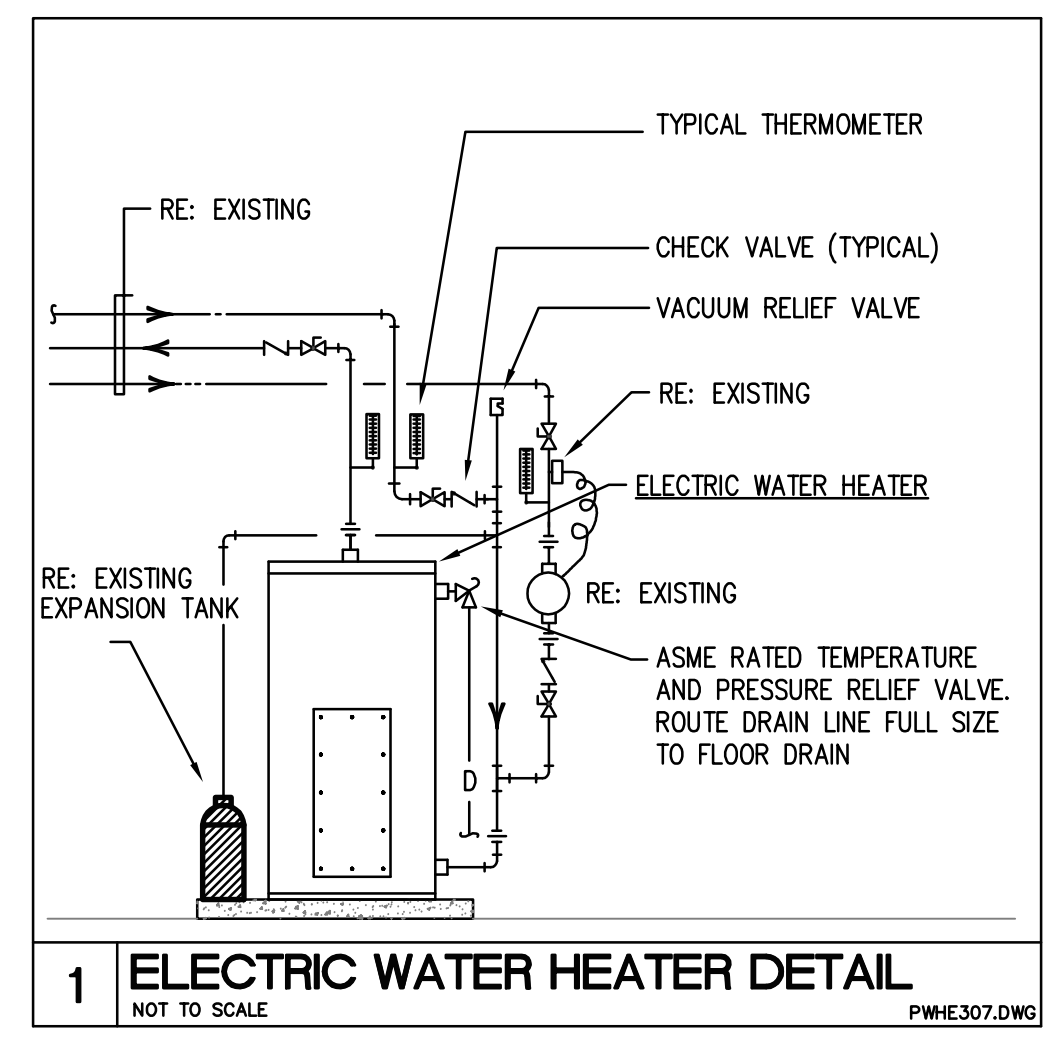 TYPICAL THERMOMETER
RE: EXISTING
CHECK VALVE (TYPICAL)
VACUUM RELIEF VALVE
RE: EXISTING
ELECTRIC WATER HEATER
RE: EXISTING
EXPANSION TANK
RE: EXISTING
ASME RATED TEMPERATURE
AND PRESSURE RELIEF VALVE.
ROUTE DRAIN LINE FULL SIZE
TO FLOOR DRAIN
D
1
ELECTRIC WATER HEATER DETAIL
NOT TO SCALE
PWHE307.DWG